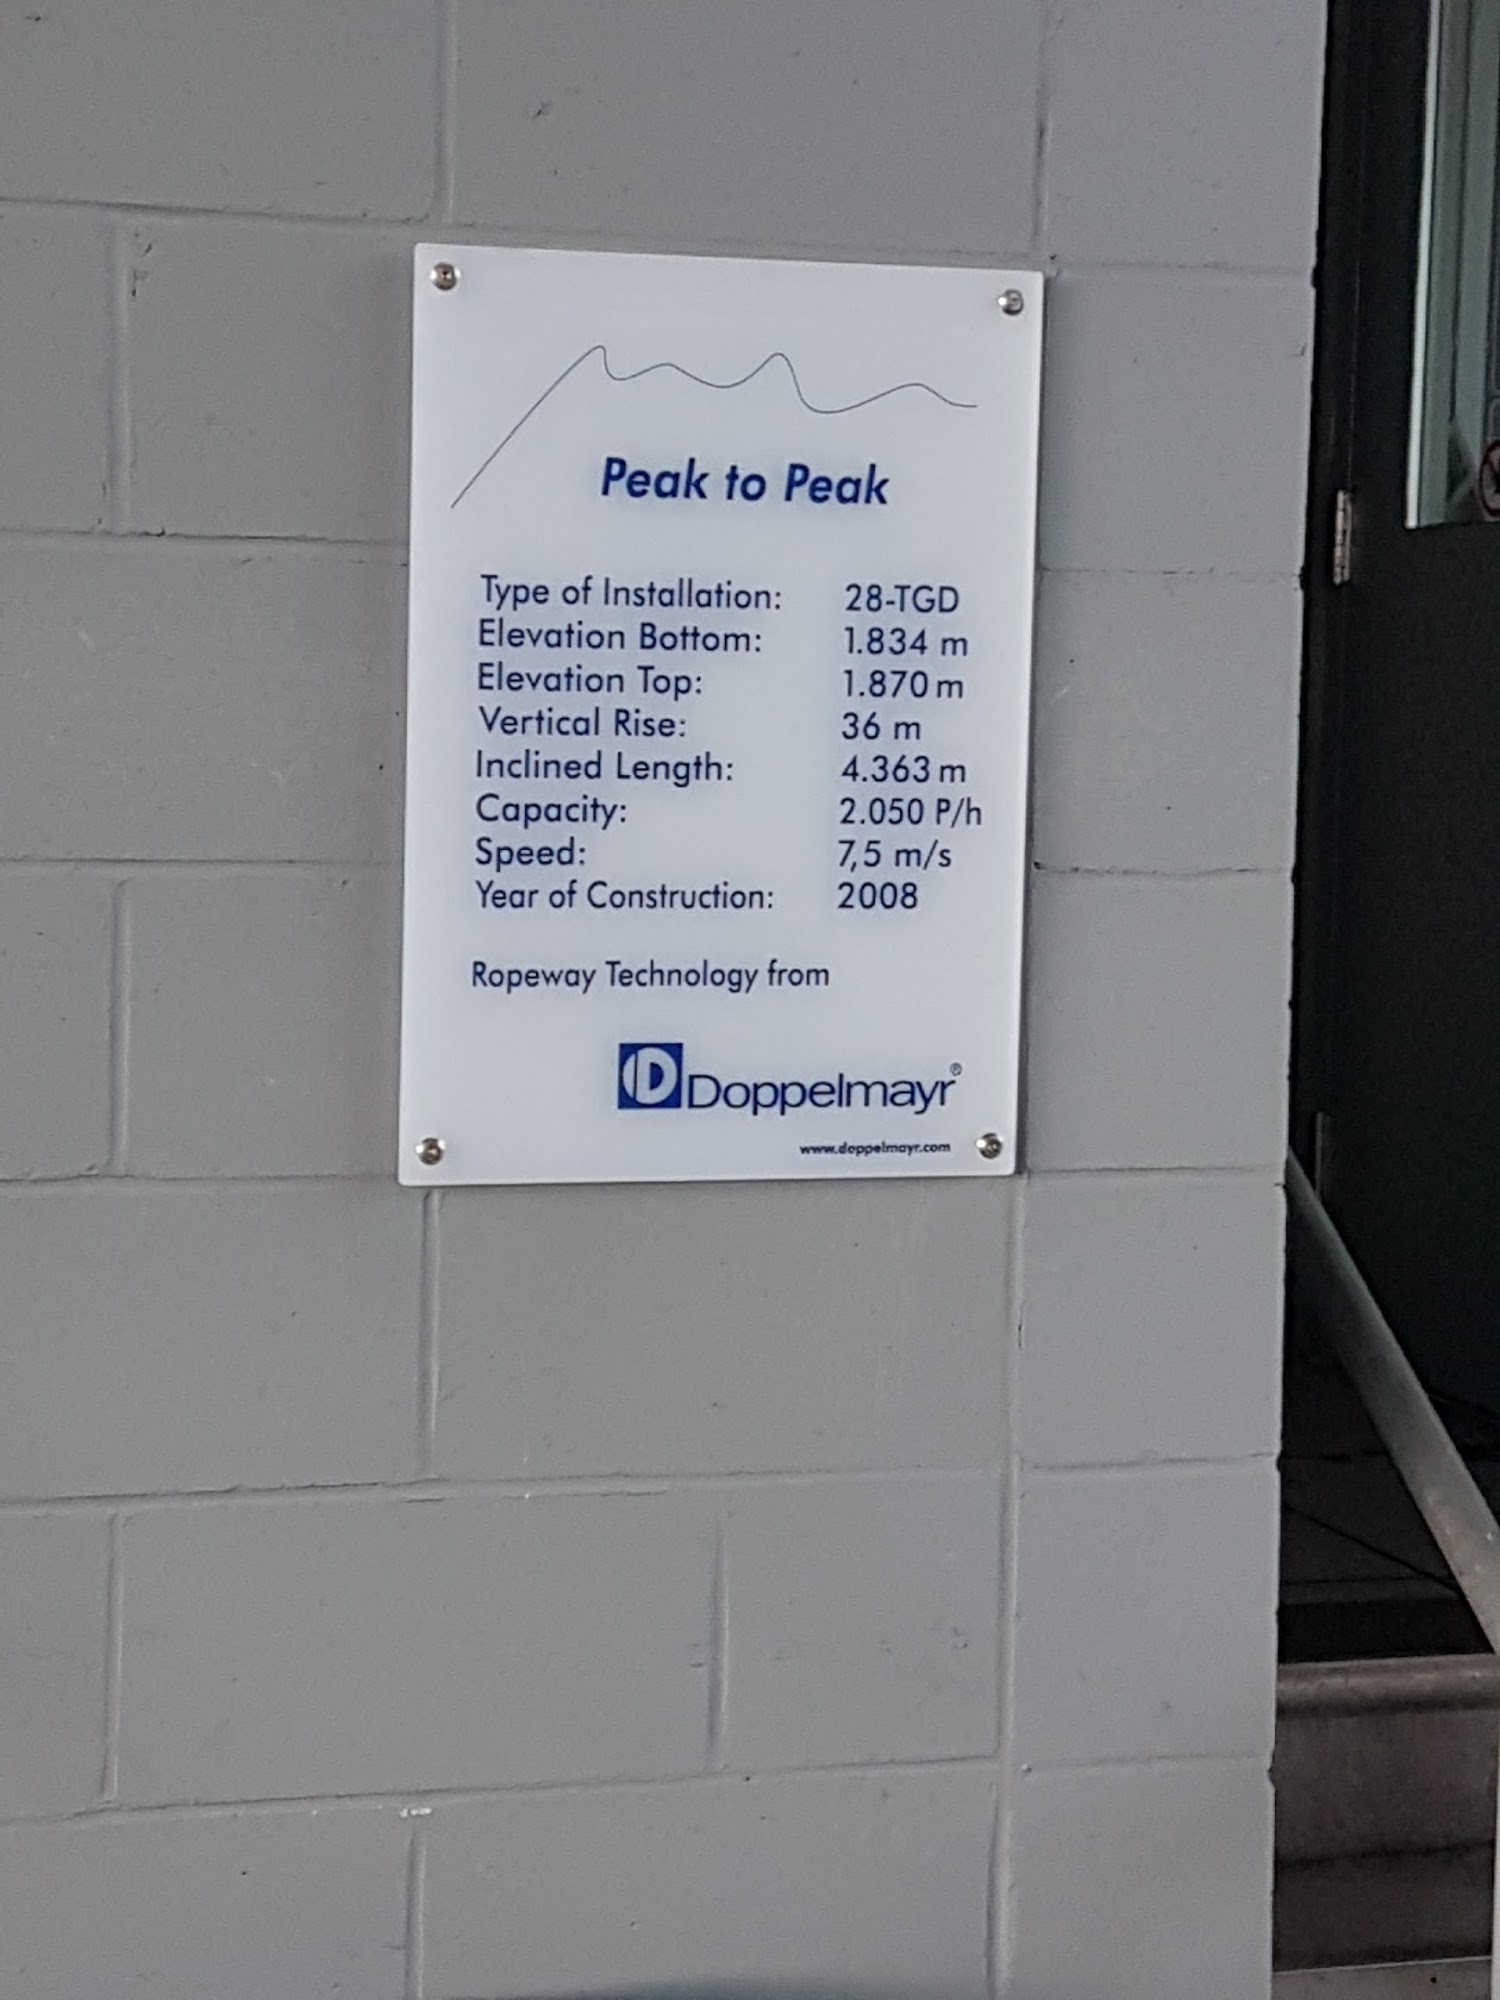 Peak to Peak
Type of Installation: 28-TGD
Elevation Bottom: 1.834 m
Elevation Top: 1.870 m
Vertical Rise: 36 m
Inclined Length: 4.363 m
Capacity: 2.050 P/h
Speed: 7,5 m/s
Year of Construction: 2008
Ropeway Technology from
D Doppelmayr®
www.doppelmayr.com